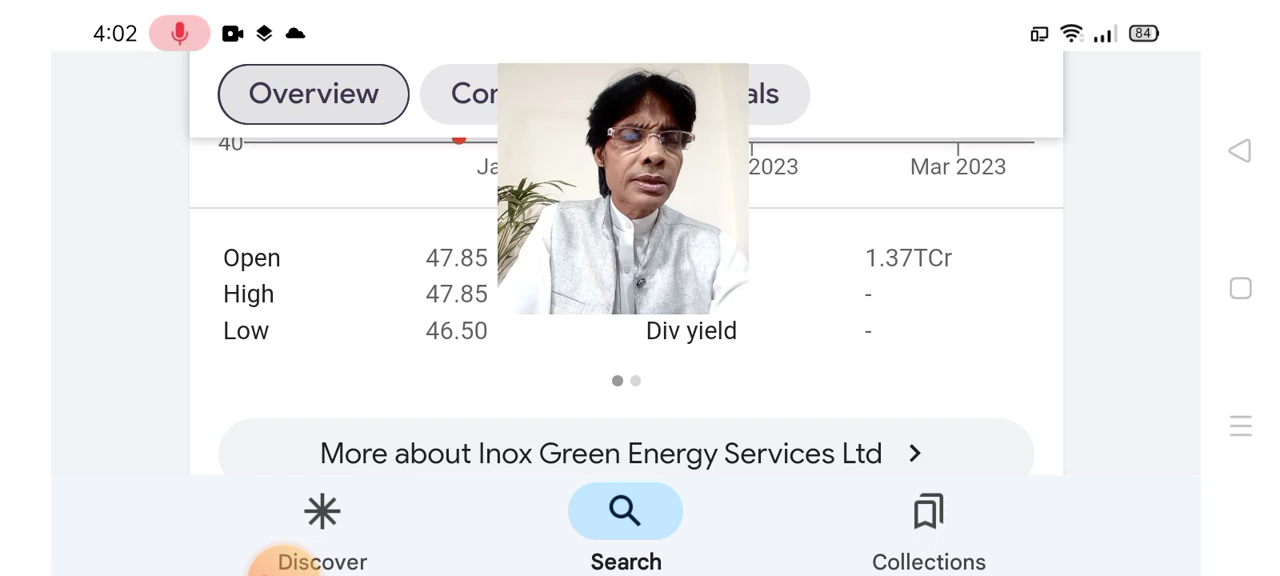 4:02
84
Overview
Con
als
40
Ja
2023
Mar 2023
Open 47.85 1.37TCr
High 47.85 -
Low 46.50 Div yield -
More about Inox Green Energy Services Ltd
Discover Search Collections